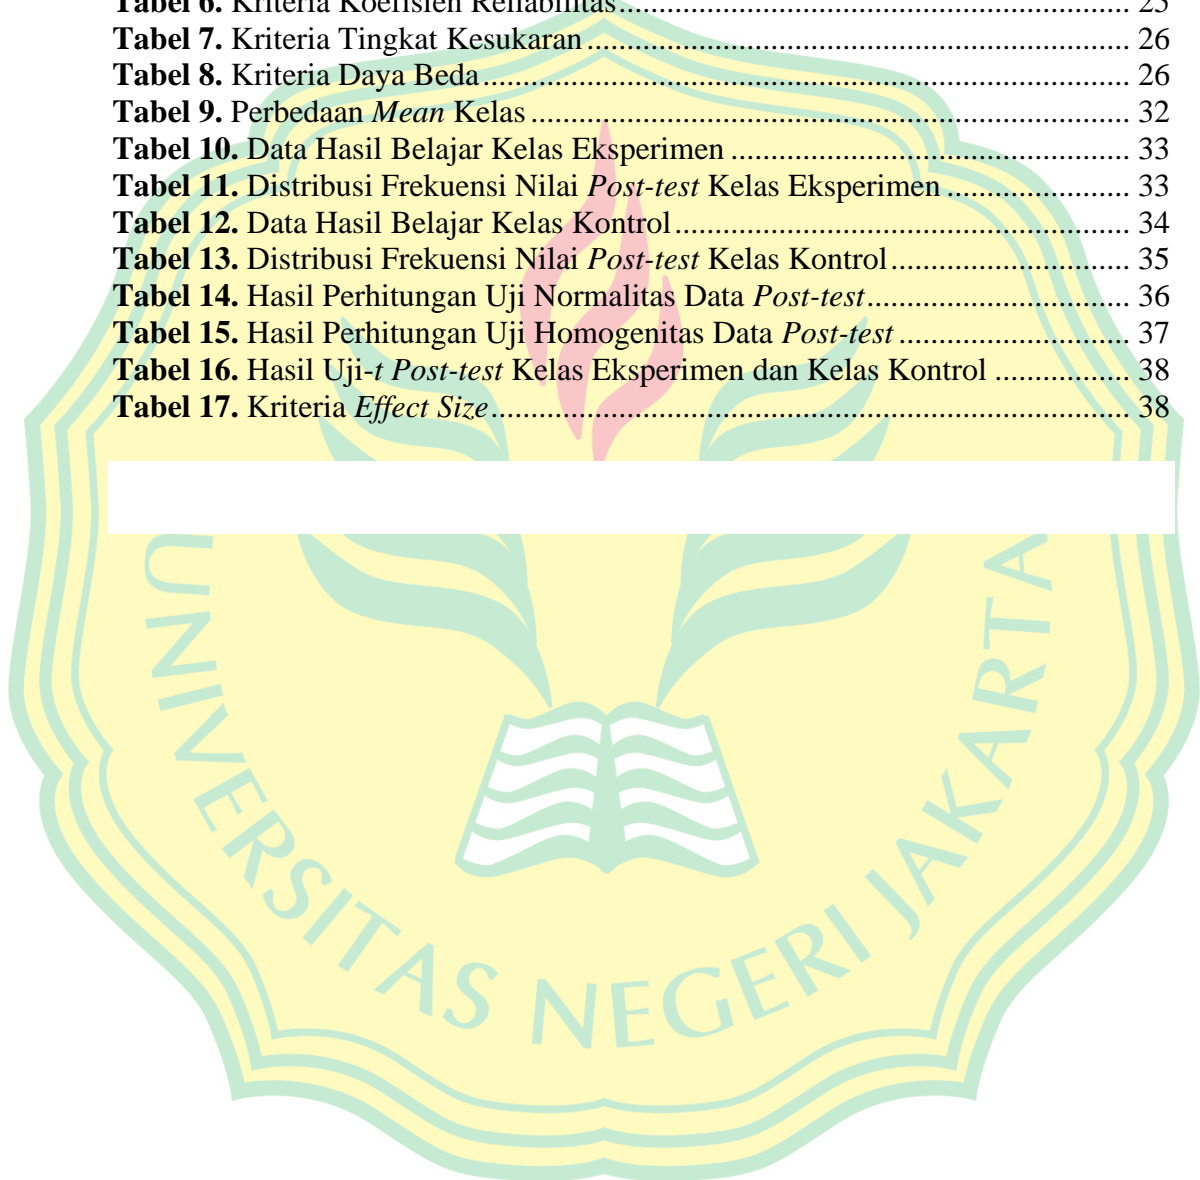 Tabel 6. Kriteria Koefisien Reliabilitas................................................................ 25
Tabel 7. Kriteria Tingkat Kesukaran.................................................................... 26
Tabel 8. Kriteria Daya Beda................................................................................. 26
Tabel 9. Perbedaan Mean Kelas........................................................................... 32
Tabel 10. Data Hasil Belajar Kelas Eksperimen.................................................. 33
Tabel 11. Distribusi Frekuensi Nilai Post-test Kelas Eksperimen....................... 33
Tabel 12. Data Hasil Belajar Kelas Kontrol......................................................... 34
Tabel 13. Distribusi Frekuensi Nilai Post-test Kelas Kontrol.............................. 35
Tabel 14. Hasil Perhitungan Uji Normalitas Data Post-test................................. 36
Tabel 15. Hasil Perhitungan Uji Homogenitas Data Post-test............................. 37
Tabel 16. Hasil Uji-t Post-test Kelas Eksperimen dan Kelas Kontrol................. 38
Tabel 17. Kriteria Effect Size................................................................................ 38
UNIVERSITAS NEGERI JAKARTA